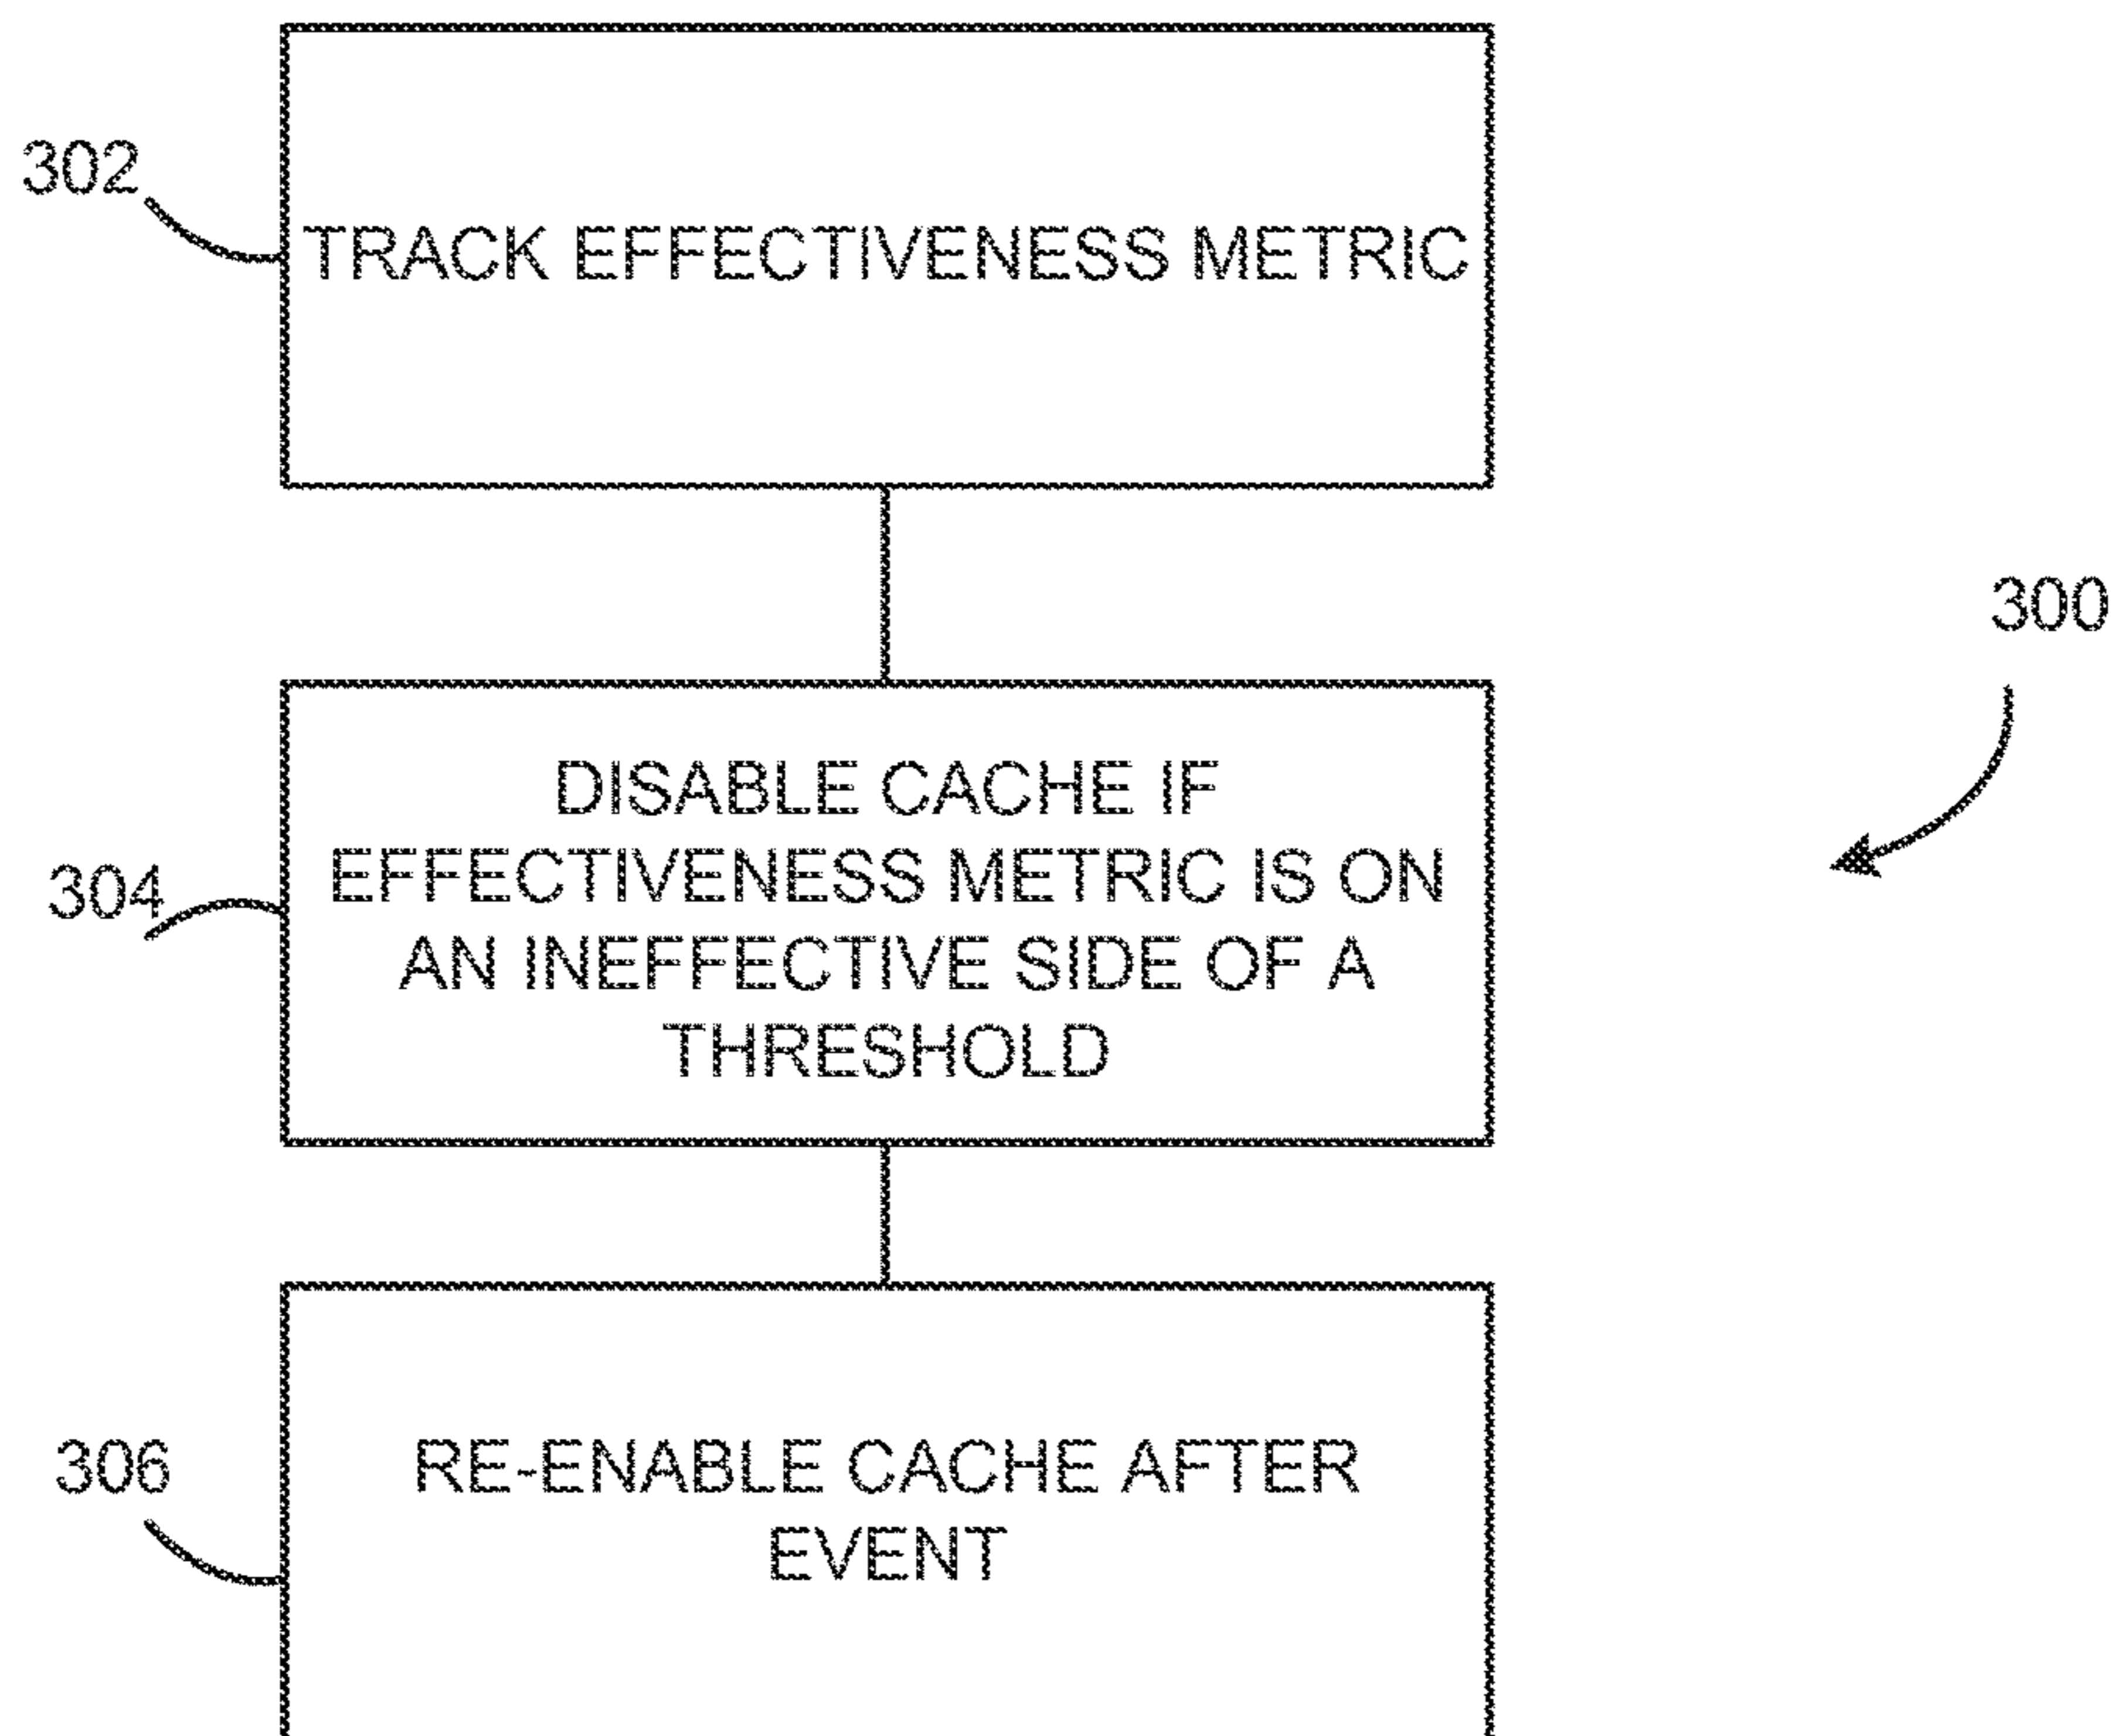 302
TRACK EFFECTIVENESS METRIC
300
304
DISABLE CACHE IF
EFFECTIVENESS METRIC IS ON
AN INEFFECTIVE SIDE OF A
THRESHOLD
306
RE-ENABLE CACHE AFTER
EVENT